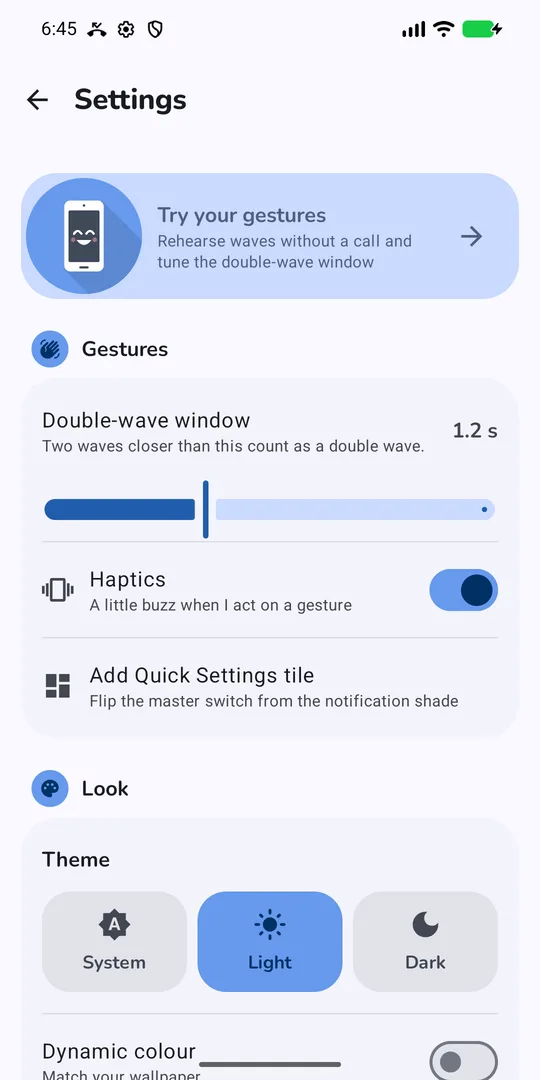 6:45
Settings
Try your gestures
Rehearse waves without a call and
tune the double-wave window
Gestures
Double-wave window
Two waves closer than this count as a double wave.
1.2 s
Haptics
A little buzz when I act on a gesture
Add Quick Settings tile
Flip the master switch from the notification shade
Look
Theme
A
System
Light
Dark
Dynamic colour
Match your wallpaper